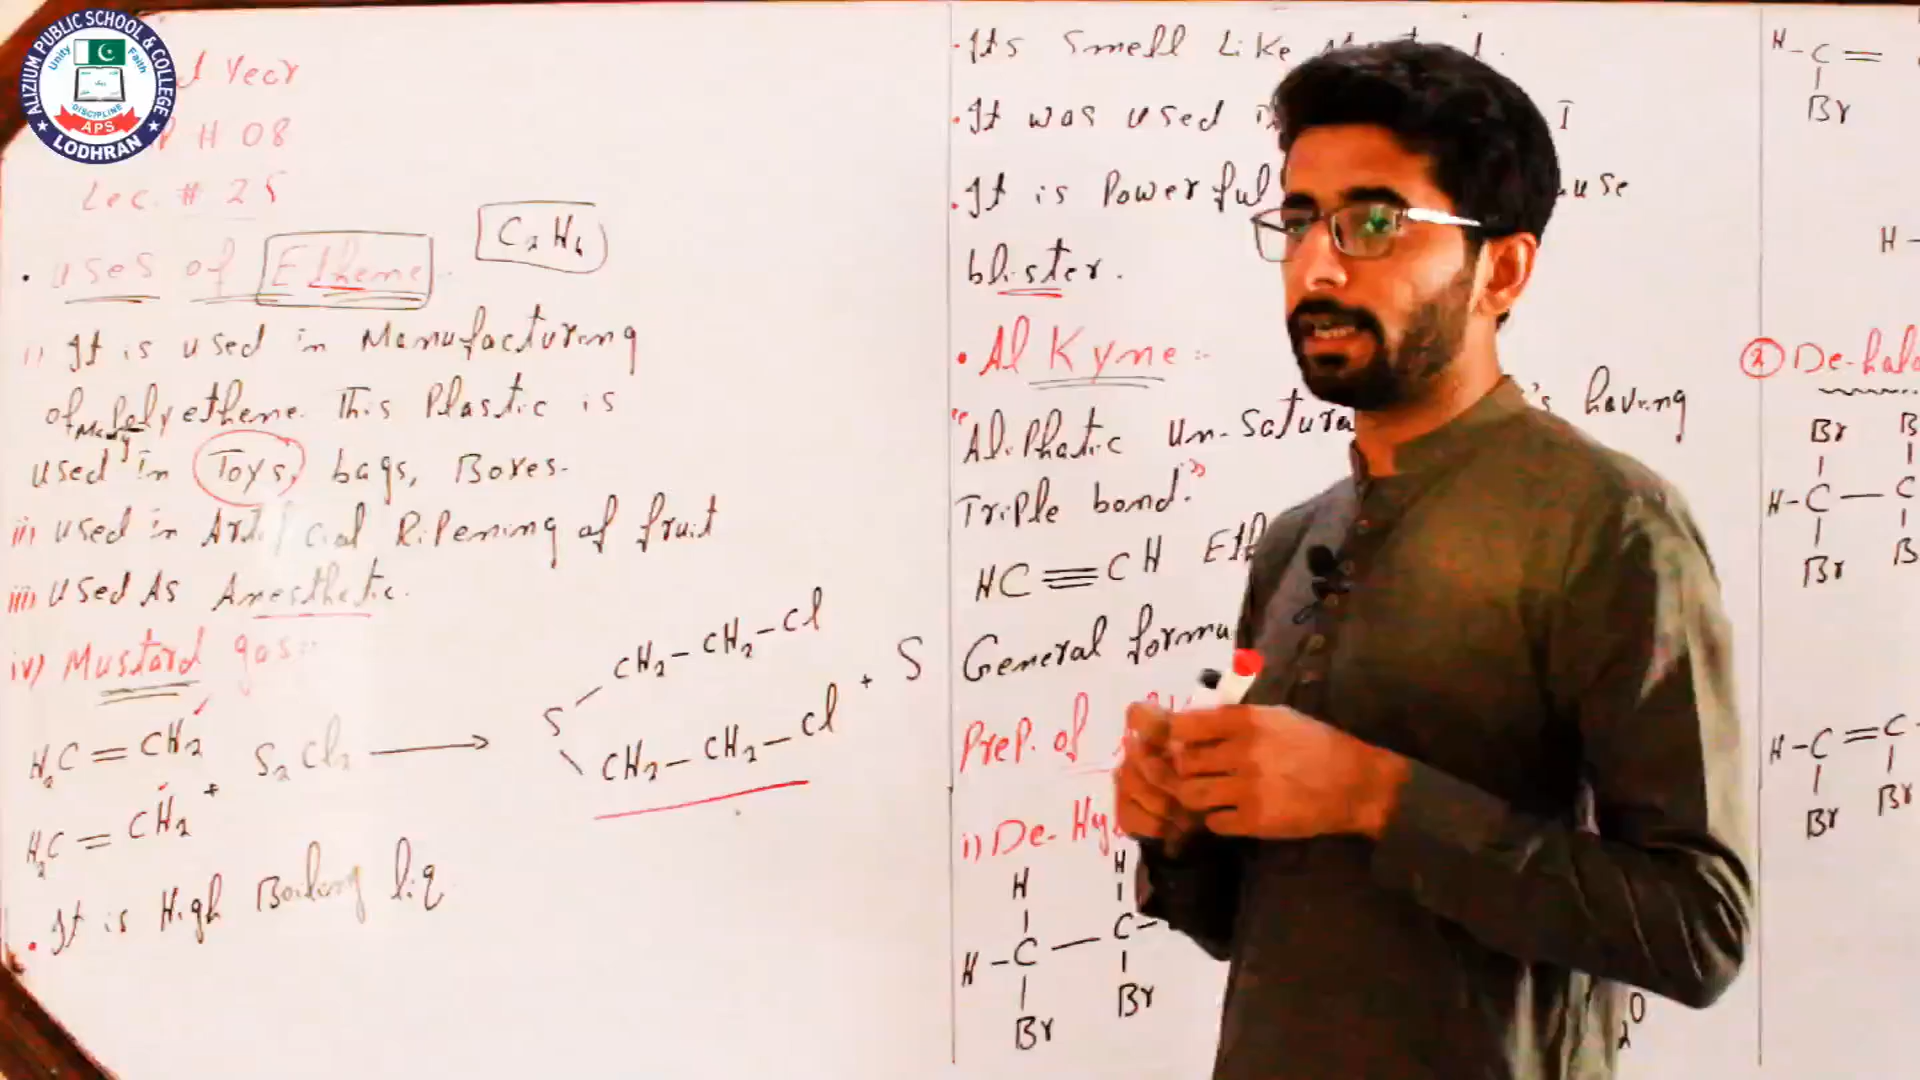 ALIZIUM PUBLIC SCHOOL & COLLEGE
Unity
Faith
DISCIPLINE
APS
LODHRAN
Year
# 08
Lec. # 25
• Uses of Ethene
C2H4
i) It is used in Manufacturing
of Polyethene. This Plastic is
used in Toys, bags, Boxes.
ii) used in Artificial Ripening of fruit
iii) Used As Anesthetic.
iv) Mustard gas:-
H2C = CH2
S2Cl2 ⟶
H2C = CH2 +
S
CH2 - CH2 - Cl
CH2 - CH2 - Cl
+ S
• It is High Boiling liq
• Its smell Like
• It was used I
• It is Powerful use
blister.
• AlKyne :-
"Aliphatic Un-Satura 's having
Triple bond."
HC ≡ CH Eth
General formu
Prep. of
i) De-Hy
H H
H - C — C -
Br Br
2O
H - C =
Br
H -
② De-halo
Br B
H - C — C
Br B
H - C = C
Br Br